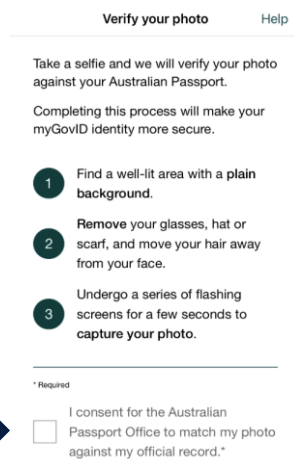 Verify your photo Help
Take a selfie and we will verify your photo
against your Australian Passport.
Completing this process will make your
myGovID identity more secure.
1 Find a well-lit area with a plain
background.
2 Remove your glasses, hat or
scarf, and move your hair away
from your face.
3 Undergo a series of flashing
screens for a few seconds to
capture your photo.
* Required
I consent for the Australian
Passport Office to match my photo
against my official record.*